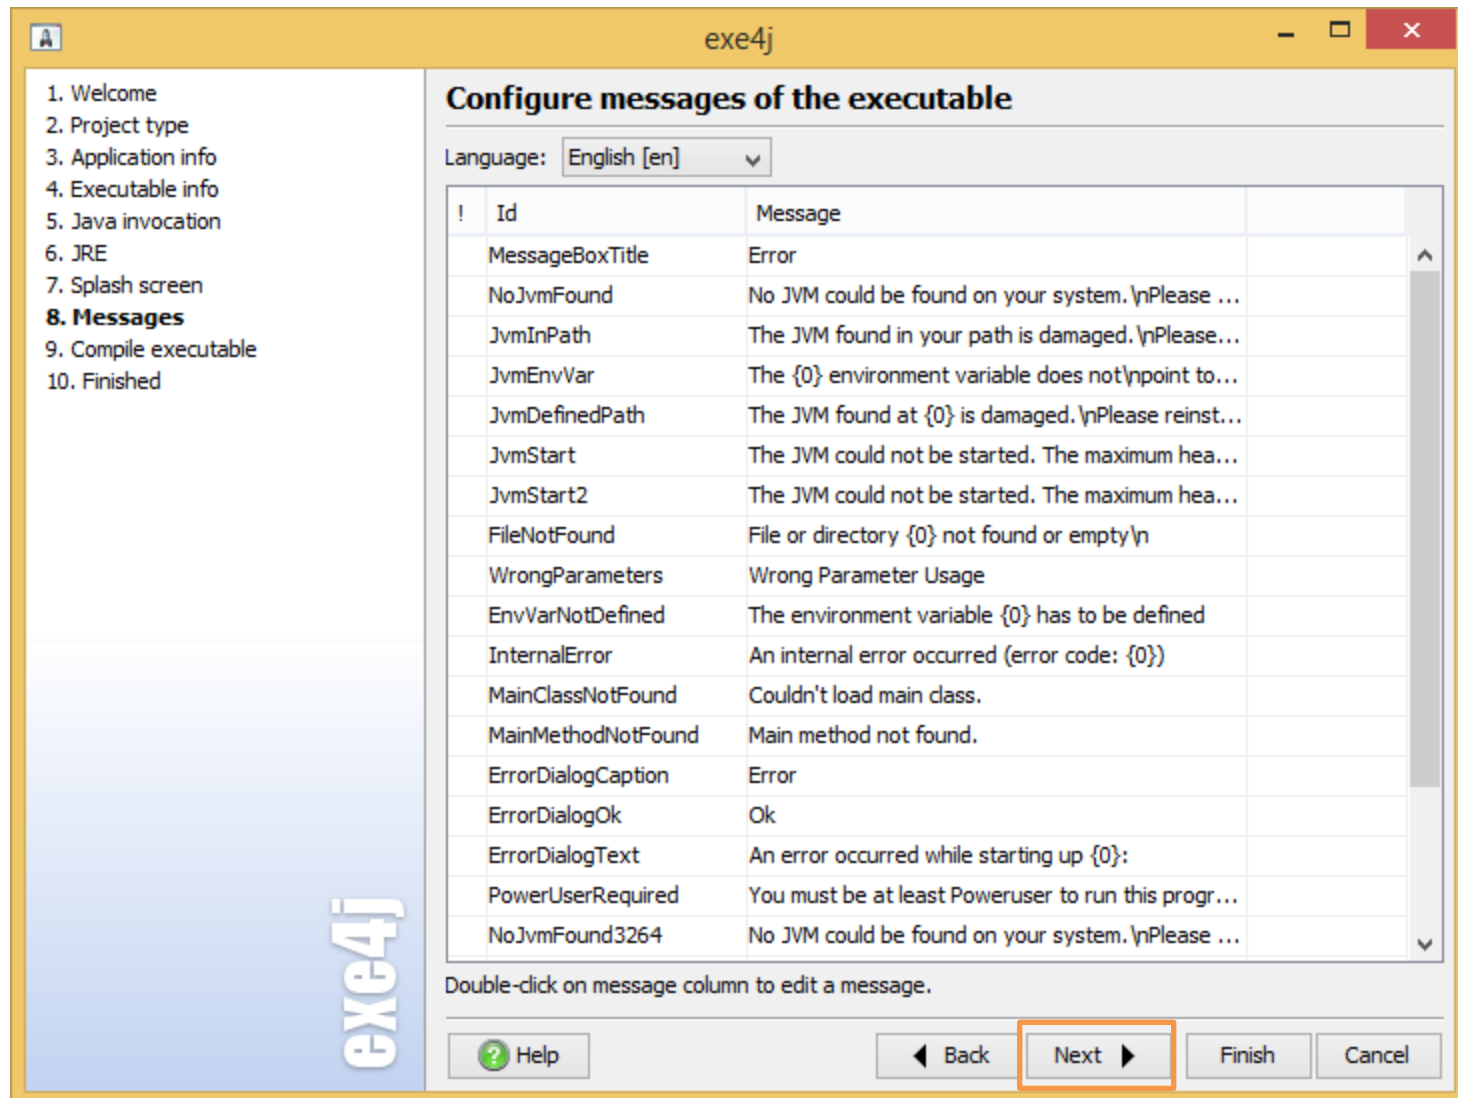 exe4j
1. Welcome
2. Project type
3. Application info
4. Executable info
5. Java invocation
6. JRE
7. Splash screen
8. Messages
9. Compile executable
10. Finished
exe4j
Configure messages of the executable
Language: English [en]
! Id Message
MessageBoxTitle Error
NoJvmFound No JVM could be found on your system.\nPlease ...
JvmInPath The JVM found in your path is damaged.\nPlease...
JvmEnvVar The {0} environment variable does not\npoint to...
JvmDefinedPath The JVM found at {0} is damaged.\nPlease reinst...
JvmStart The JVM could not be started. The maximum hea...
JvmStart2 The JVM could not be started. The maximum hea...
FileNotFound File or directory {0} not found or empty\n
WrongParameters Wrong Parameter Usage
EnvVarNotDefined The environment variable {0} has to be defined
InternalError An internal error occurred (error code: {0})
MainClassNotFound Couldn't load main class.
MainMethodNotFound Main method not found.
ErrorDialogCaption Error
ErrorDialogOk Ok
ErrorDialogText An error occurred while starting up {0}:
PowerUserRequired You must be at least Poweruser to run this progr...
NoJvmFound3264 No JVM could be found on your system.\nPlease ...
Double-click on message column to edit a message.
Help Back Next Finish Cancel